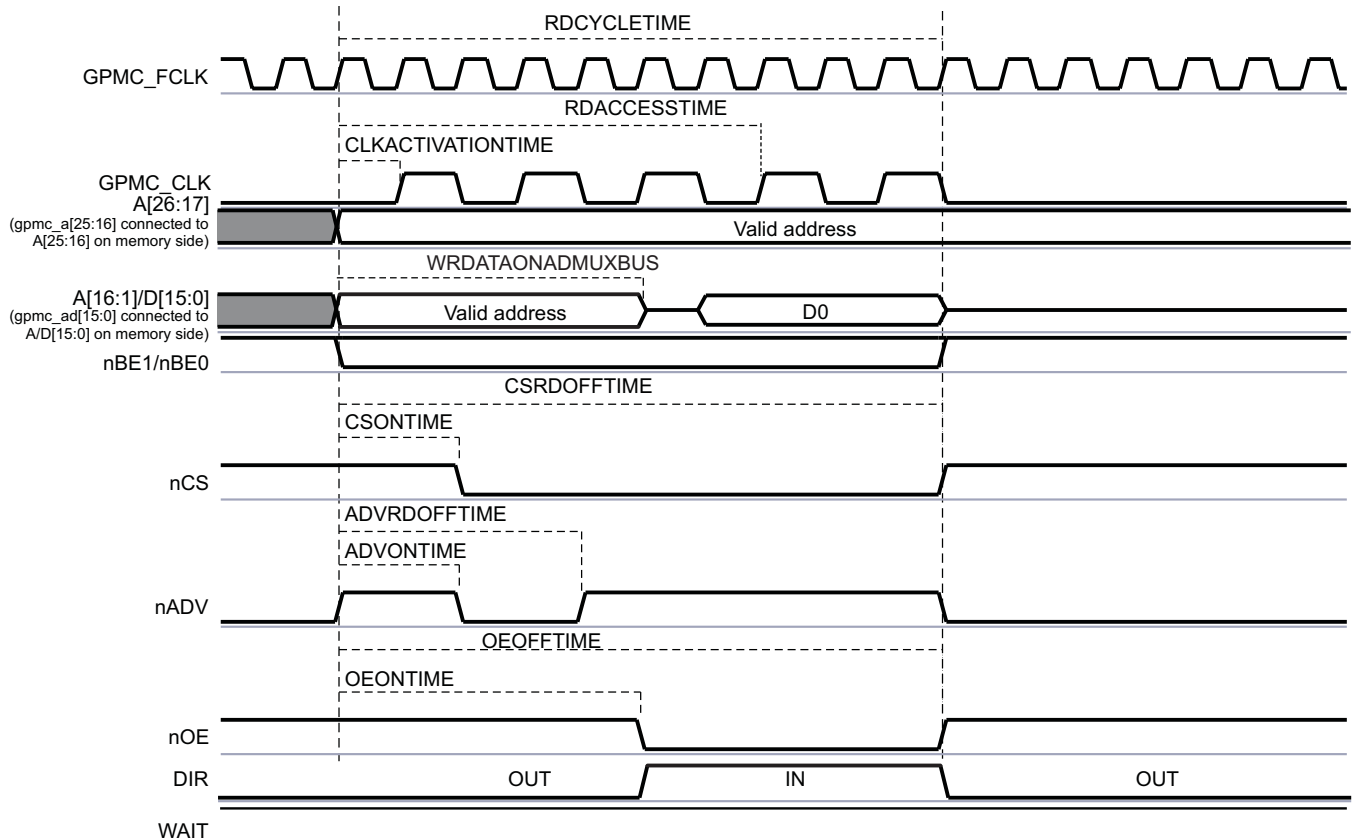 RDCYCLETIME
GPMC_FCLK
RDACCESSTIME
CLKACTIVATIONTIME
GPMC_CLK
A[26:17]
(gpmc_a[25:16] connected to
A[25:16] on memory side)
Valid address
WRDATAONADMUXBUS
A[16:1]/D[15:0]
(gpmc_ad[15:0] connected to
A/D[15:0] on memory side)
Valid address
D0
nBE1/nBE0
CSRDOFFTIME
CSONTIME
nCS
ADVRDOFFTIME
ADVONTIME
nADV
OEOFFTIME
OEONTIME
nOE
DIR
OUT
IN
OUT
WAIT